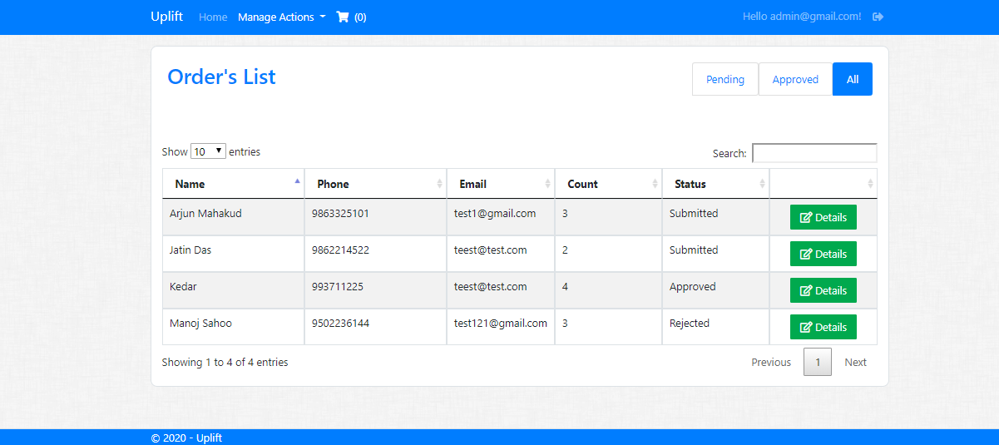 Uplift Home Manage Actions (0) Hello admin@gmail.com!
Order's List
Pending Approved All
Show 10 entries Search:
Name Phone Email Count Status
Arjun Mahakud 9863325101 test1@gmail.com 3 Submitted Details
Jatin Das 9862214522 teest@test.com 2 Submitted Details
Kedar 993711225 teest@test.com 4 Approved Details
Manoj Sahoo 9502236144 test121@gmail.com 3 Rejected Details
Showing 1 to 4 of 4 entries Previous 1 Next
© 2020 - Uplift